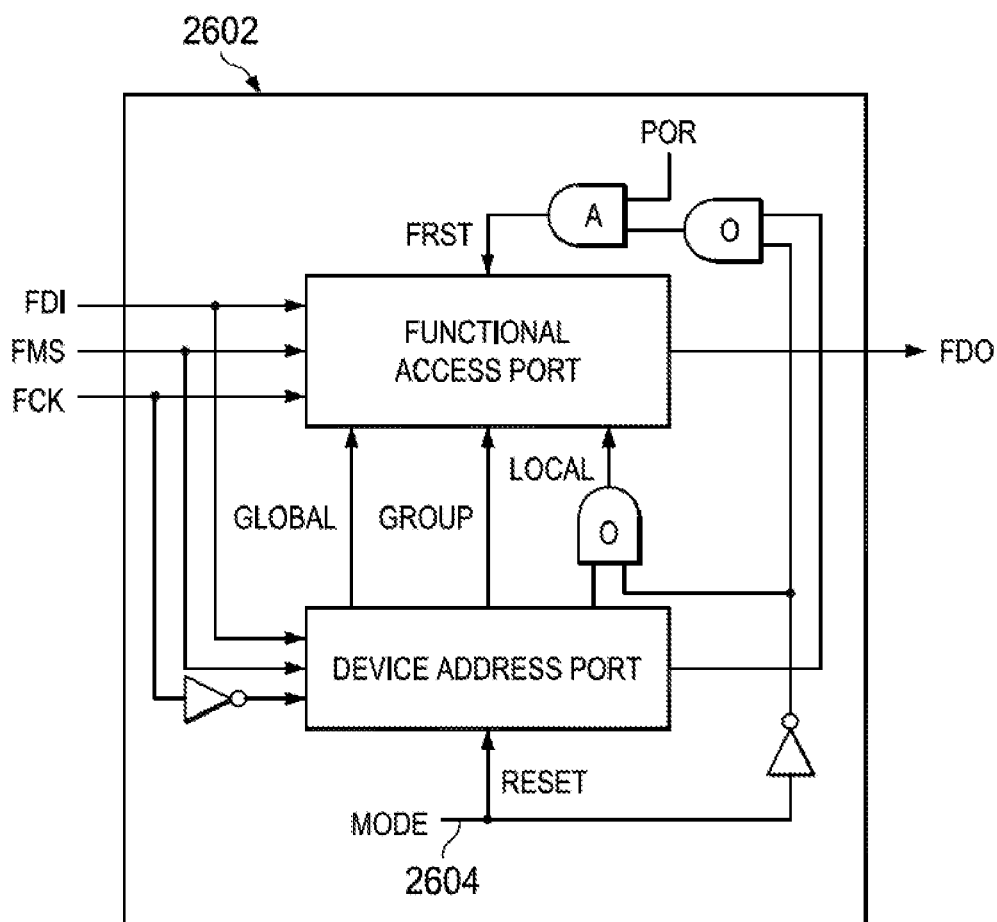 2602
POR
A
O
FRST
FDI
FMS
FCK
FUNCTIONAL
ACCESS PORT
FDO
LOCAL
GLOBAL
GROUP
O
DEVICE ADDRESS PORT
RESET
MODE
2604